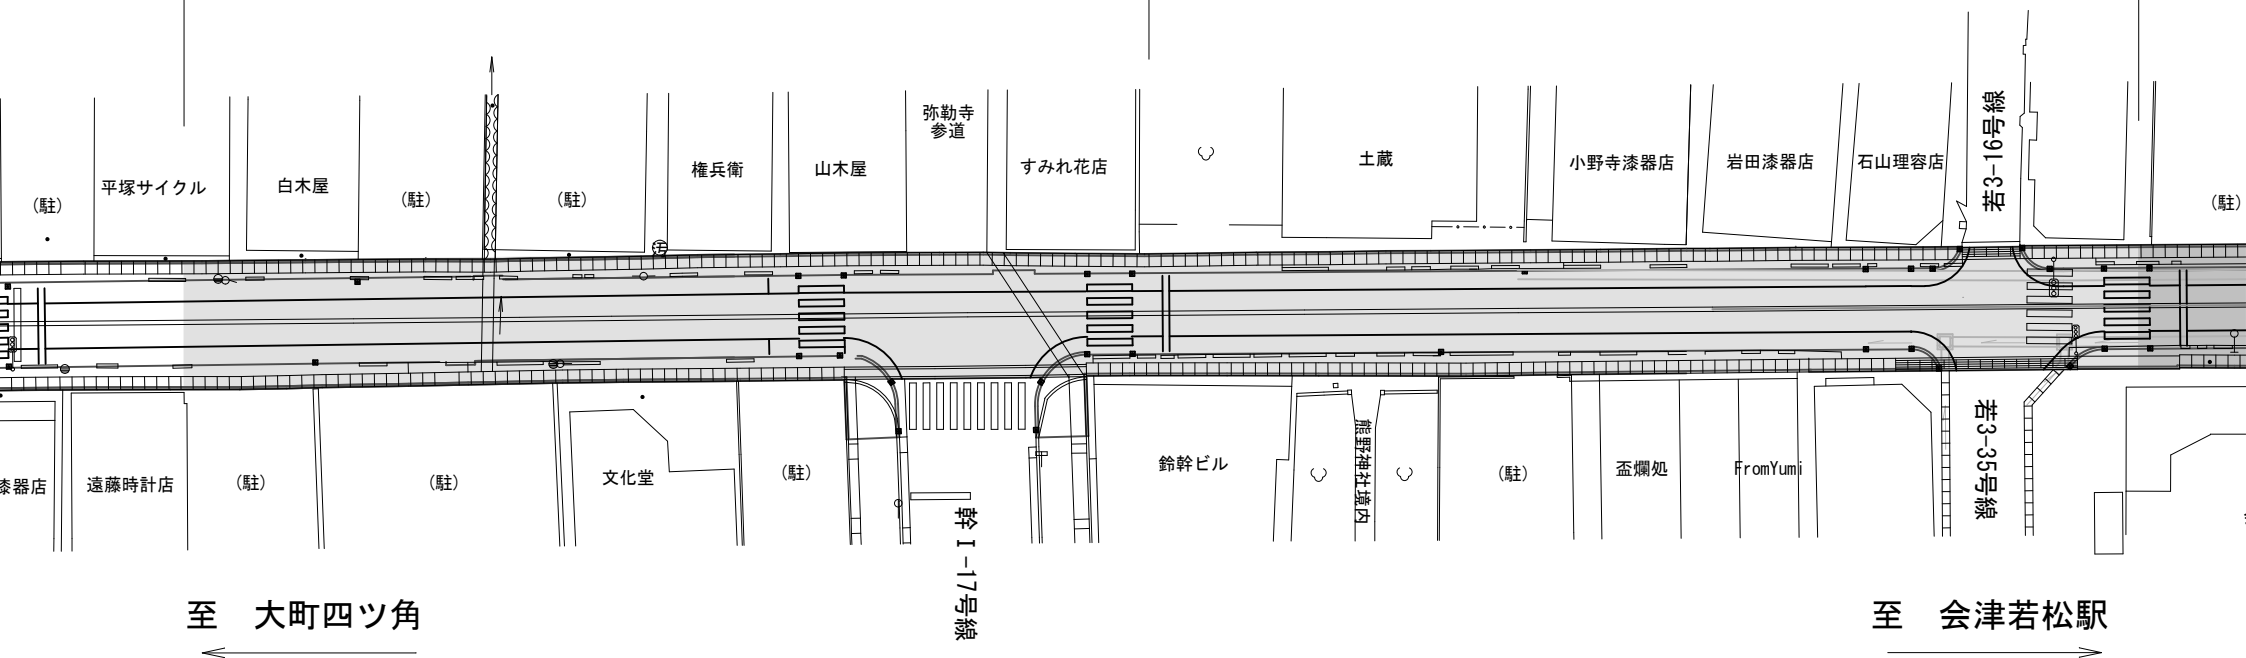 弥勒寺
参道
若3-16号線
平塚サイクル
白木屋
(駐)
(駐)
(駐)
権兵衛
山木屋
すみれ花店
土蔵
小野寺漆器店
岩田漆器店
石山理容店
(駐)
漆器店
遠藤時計店
(駐)
(駐)
文化堂
(駐)
鈴幹ビル
熊野神社境内
(駐)
盃爛処
FromYumi
若3-35号線
幹Ⅰ-17号線
至　大町四ツ角
至　会津若松駅